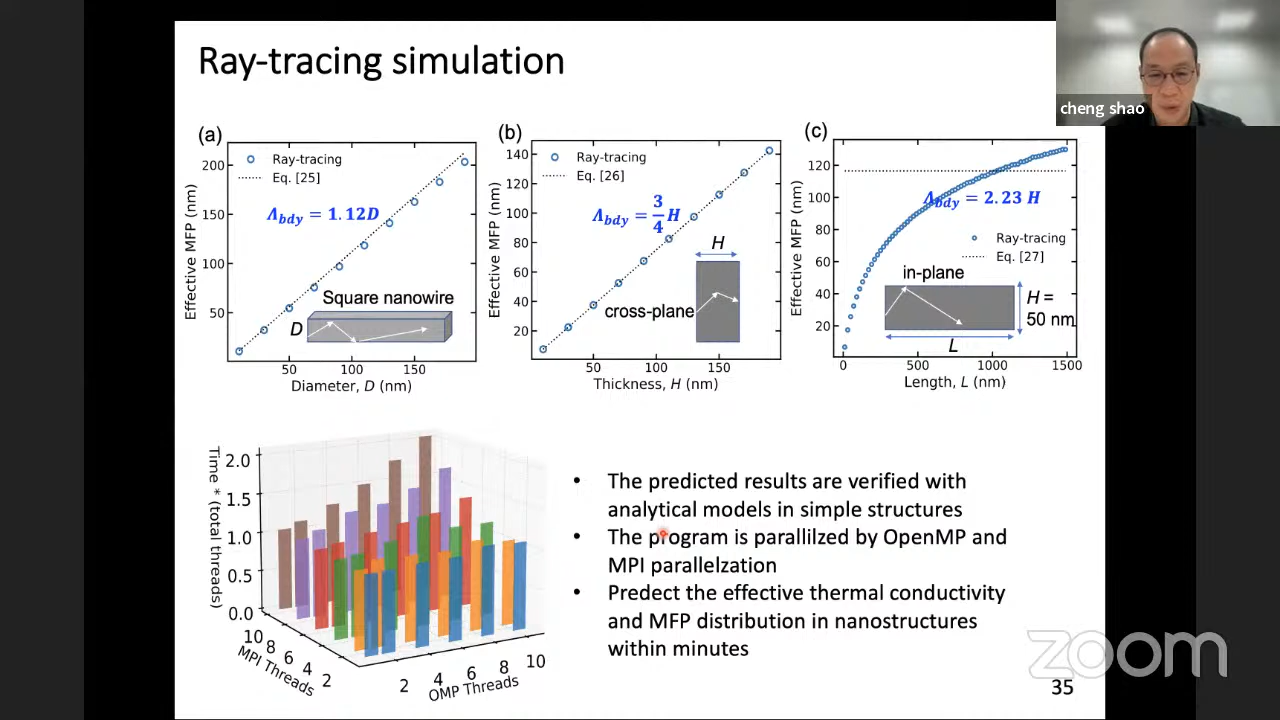 Ray-tracing simulation
cheng shao
(a)
Effective MFP (nm)
200
150
100
50
Ray-tracing
Eq. [25]
Λbdy = 1.12D
Square nanowire
D
50
100
150
Diameter, D (nm)
(b)
Effective MFP (nm)
140
120
100
80
60
40
20
Ray-tracing
Eq. [26]
Λbdy = 3/4 H
H
cross-plane
50
100
150
Thickness, H (nm)
(c)
Effective MFP (nm)
120
100
80
60
40
20
Λbdy = 2.23 H
Ray-tracing
Eq. [27]
in-plane
H =
50 nm
L
0
500
1000
1500
Length, L (nm)
Time * (total threads)
2.0
1.5
1.0
0.5
0.0
10
8
6
4
2
MPI Threads
2
4
6
8
10
OMP Threads
• The predicted results are verified with
analytical models in simple structures
• The program is parallilzed by OpenMP and
MPI parallelzation
• Predect the effective thermal conductivity
and MFP distribution in nanostructures
within minutes
zoom
35